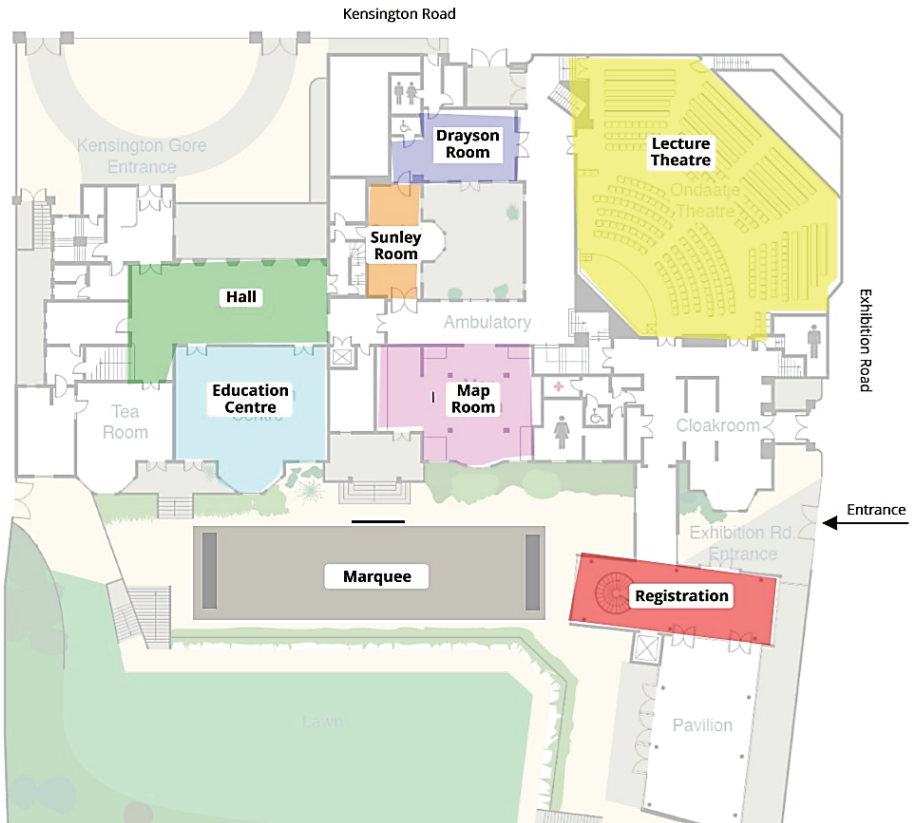 Kensington Road
Kensington Gore
Entrance
Drayson
Room
Lecture
Theatre
Ondaatje
Theatre
Sunley
Room
Hall
Ambulatory
Exhibition Road
Education
Centre
Map
Room
Tea
Room
Cloakroom
Entrance
Exhibition Rd.
Entrance
Marquee
Registration
Lawn
Pavilion